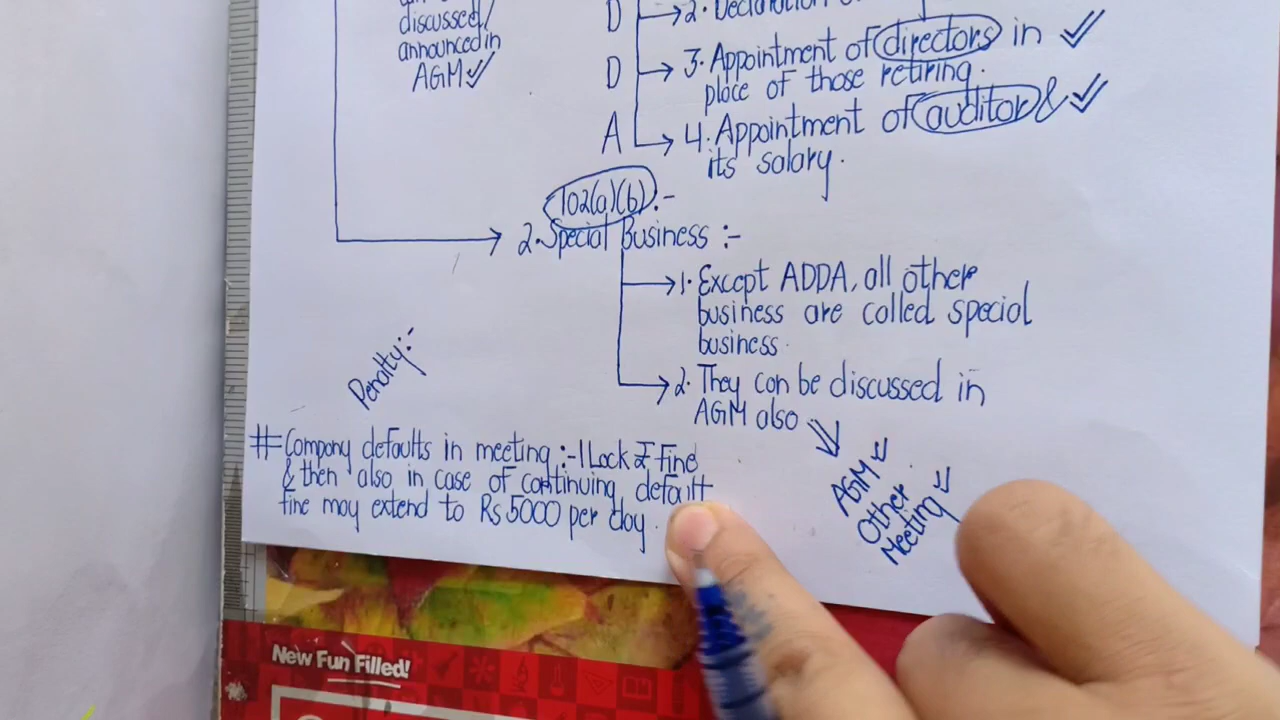 discussed/
announced in
AGM
D
2. Declaration
D
3. Appointment of directors in
place of those retiring.
A
4. Appointment of auditor &
its salary.
102(a)(b):-
2. Special Business :-
1. Except ADDA, all other
business are called special
business.
2. They can be discussed in
AGM also
AGM
Other
Meeting
Penalty:-
# Company defaults in meeting :- 1 Lack ₹ Fine
& then also in case of continuing default
fine may extend to Rs 5000 per day.
New Fun Filled!